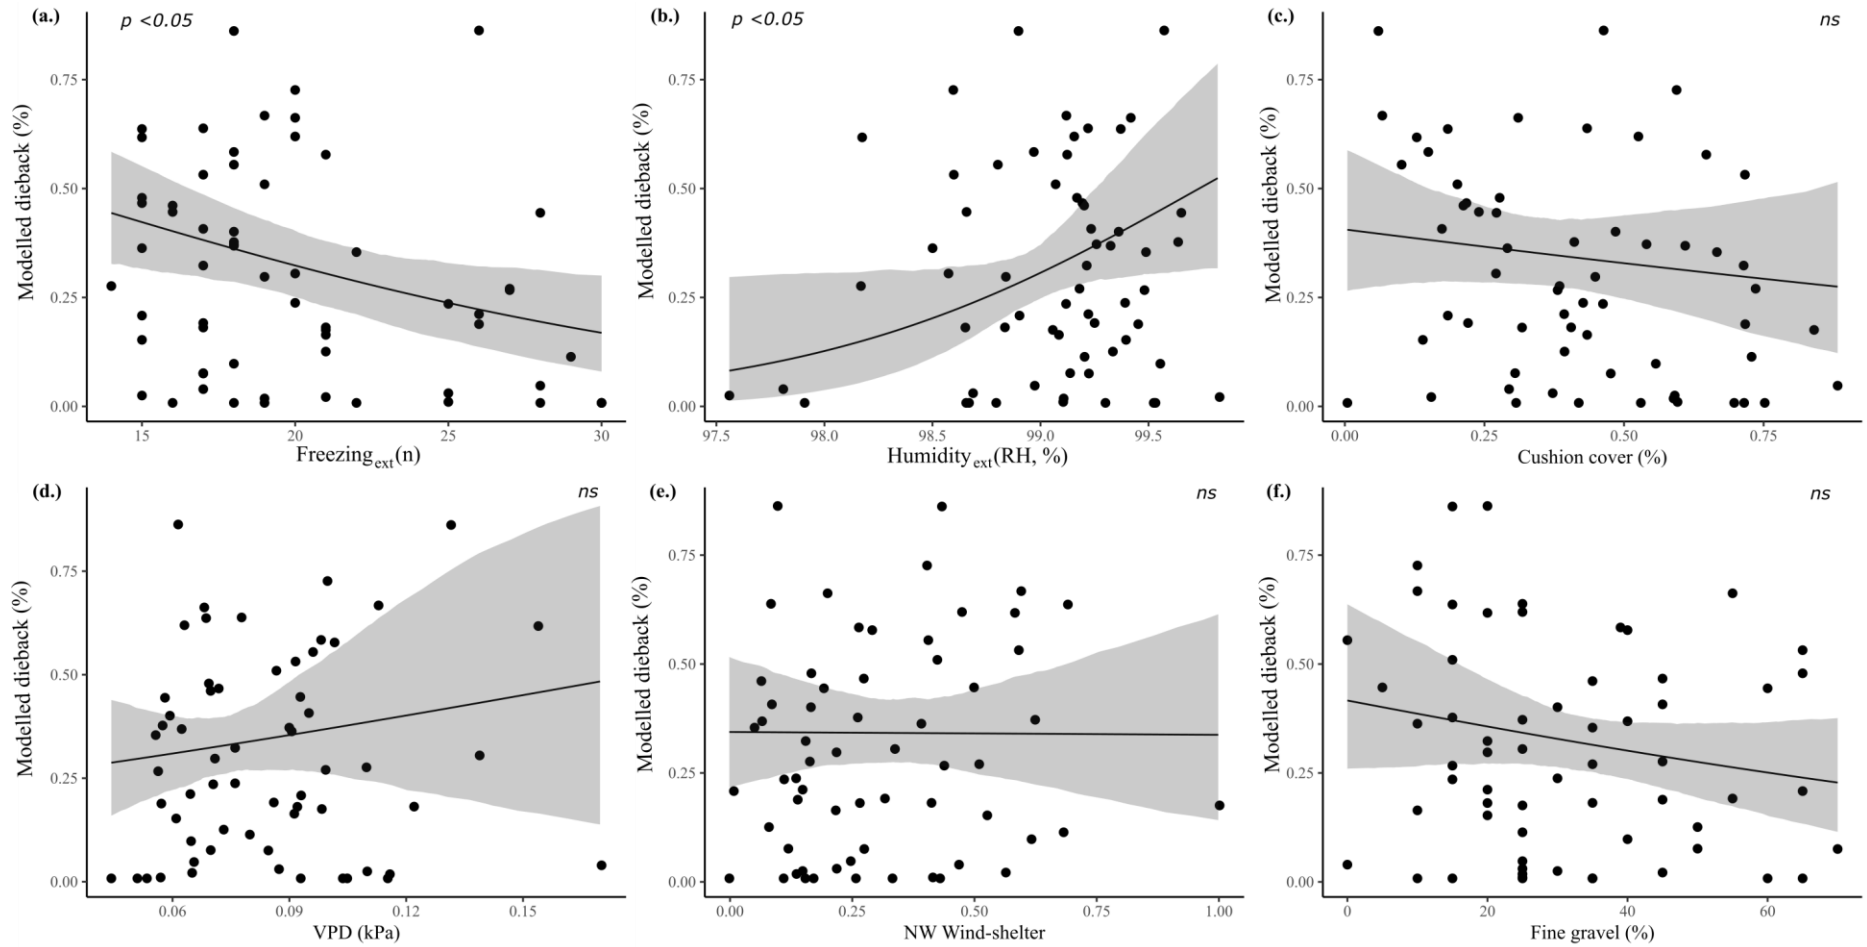 (a.)
p <0.05
Modelled dieback (%)
0.75
0.50
0.25
0.00
15 20 25 30
Freezing ext (n)
(b.)
p <0.05
Modelled dieback (%)
0.75
0.50
0.25
0.00
97.5 98.0 98.5 99.0 99.5
Humidity ext (RH, %)
(c.)
ns
Modelled dieback (%)
0.75
0.50
0.25
0.00
0.00 0.25 0.50 0.75
Cushion cover (%)
(d.)
ns
Modelled dieback (%)
0.75
0.50
0.25
0.00
0.06 0.09 0.12 0.15
VPD (kPa)
(e.)
ns
Modelled dieback (%)
0.75
0.50
0.25
0.00
0.00 0.25 0.50 0.75 1.00
NW Wind-shelter
(f.)
ns
Modelled dieback (%)
0.75
0.50
0.25
0.00
0 20 40 60
Fine gravel (%)